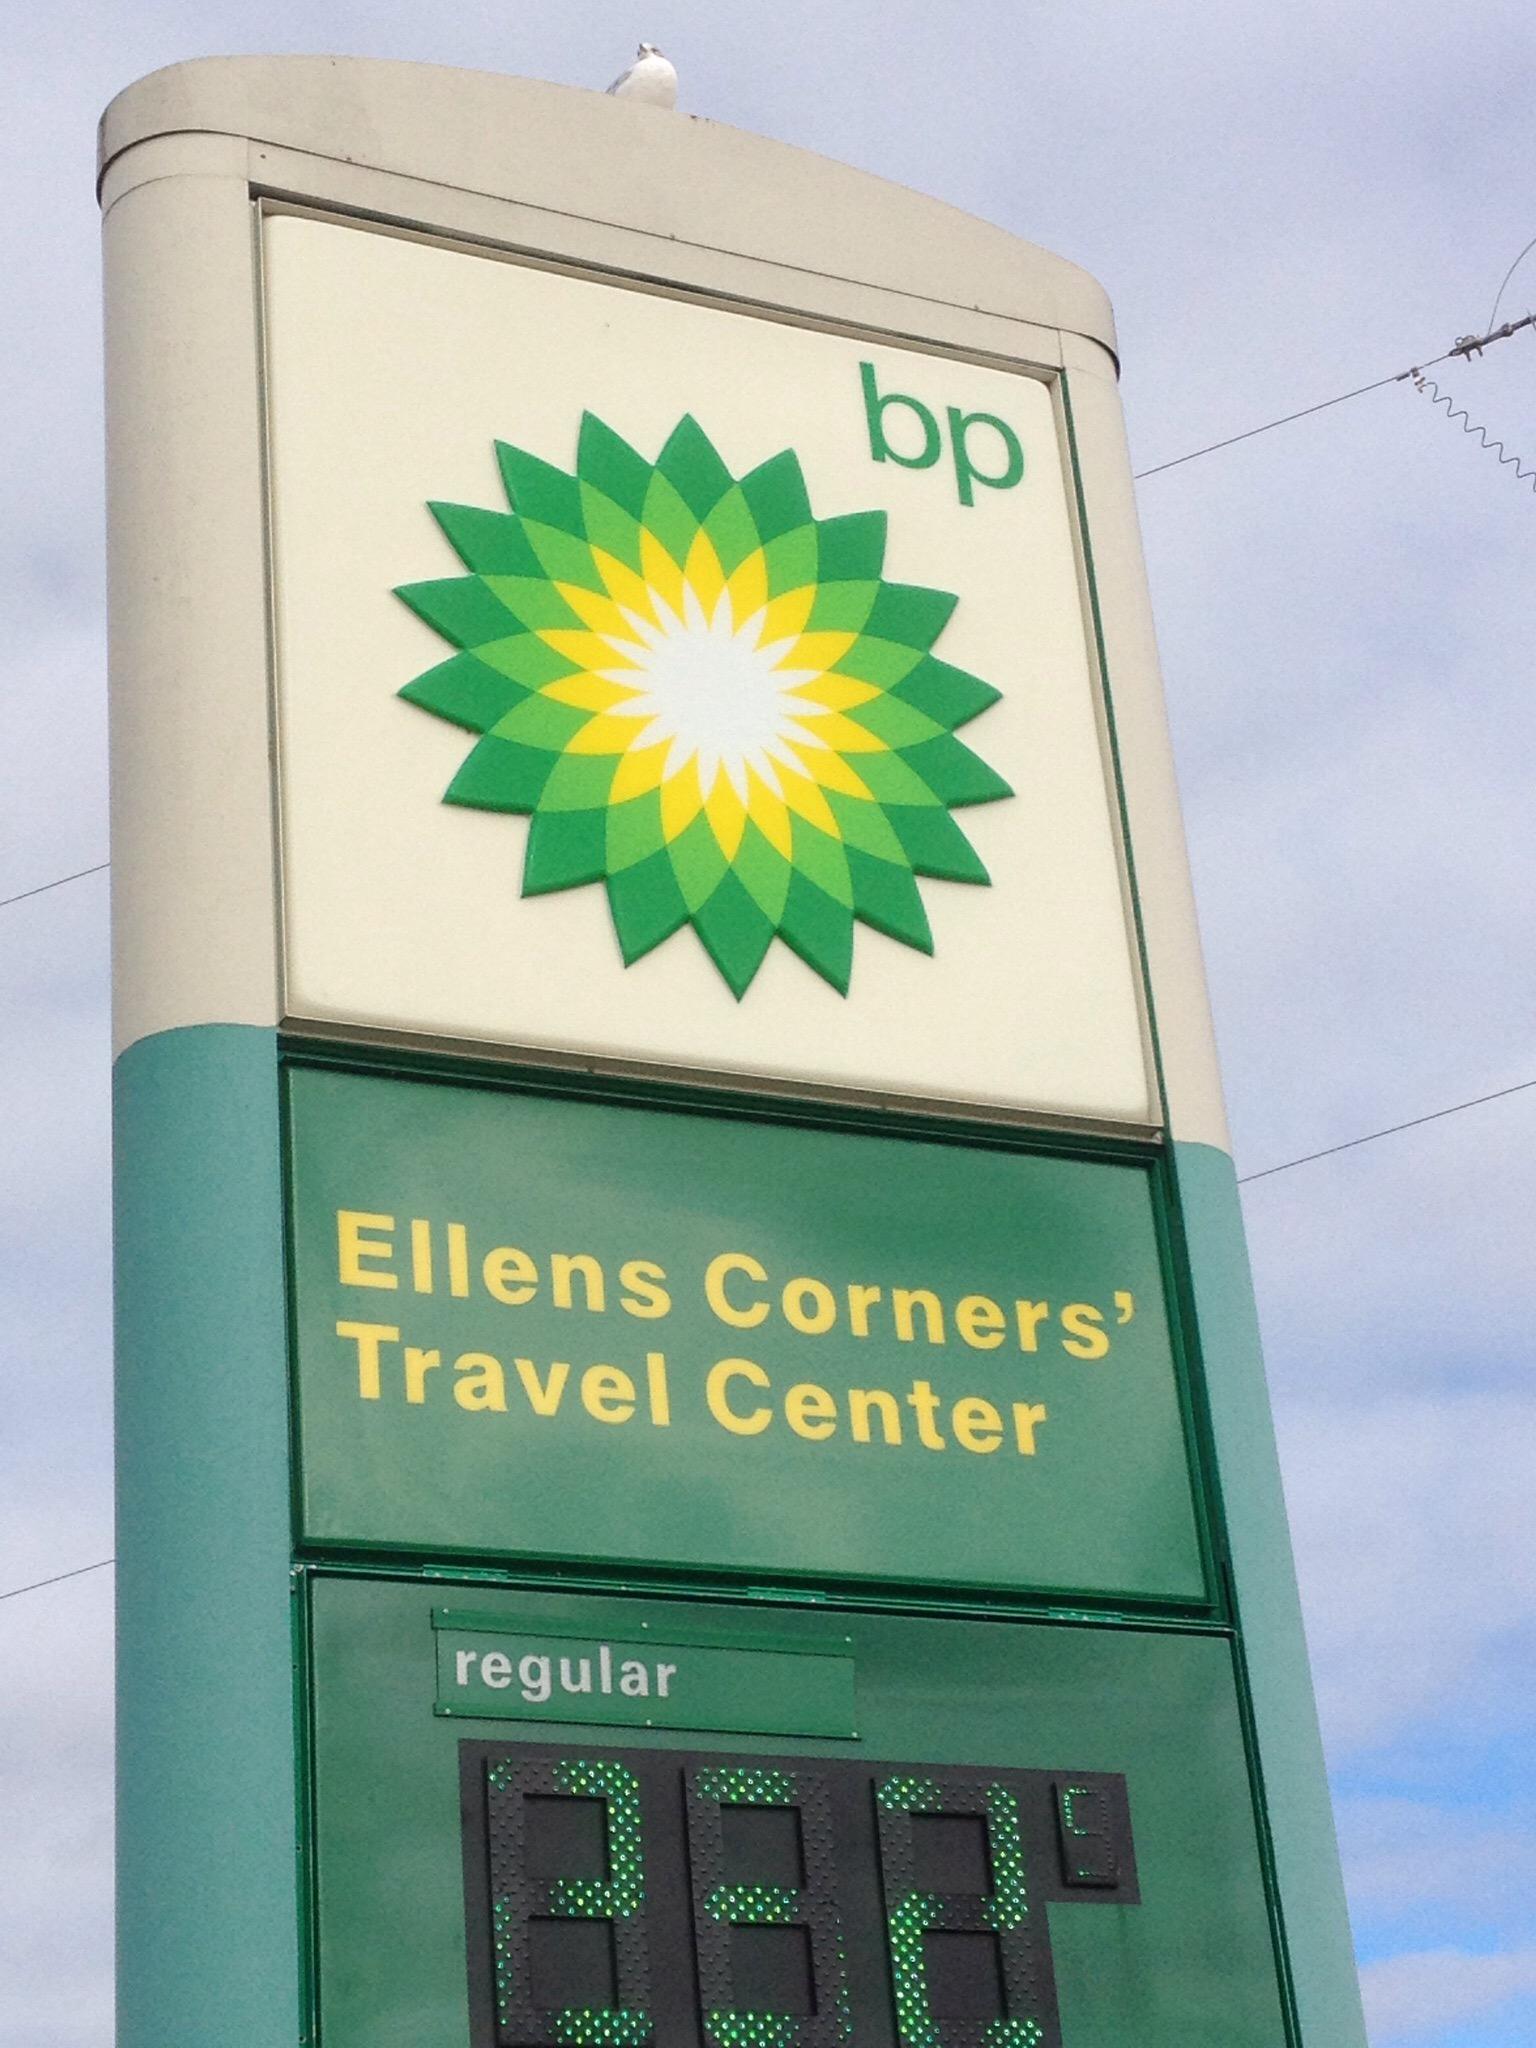 bp
Ellens Corners’
Travel Center
regular